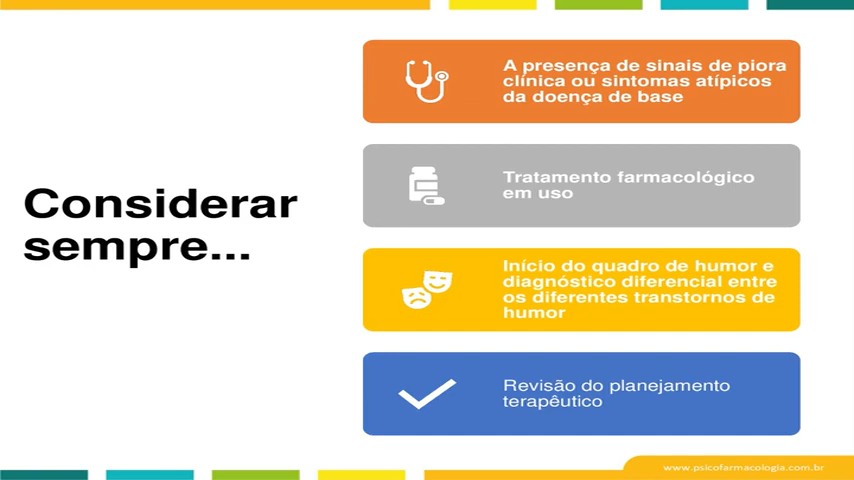 Considerar
sempre...
A presença de sinais de piora
clínica ou sintomas atípicos
da doença de base
Tratamento farmacológico
em uso
Início do quadro de humor e
diagnóstico diferencial entre
os diferentes transtornos de
humor
Revisão do planejamento
terapêutico
www.psicofarmacologia.com.br